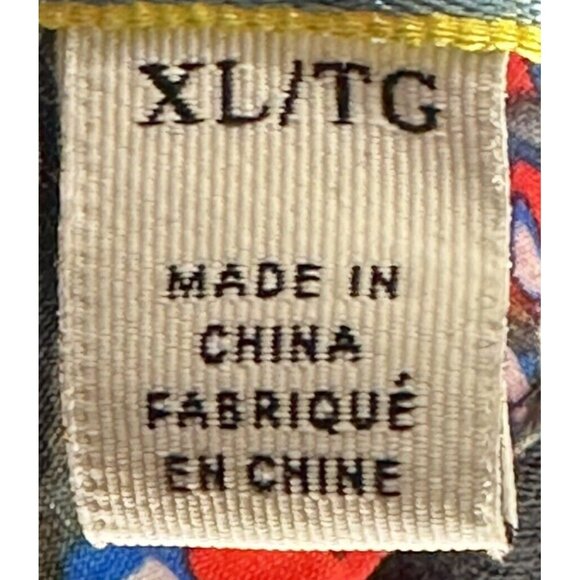 XL/TG
MADE IN
CHINA
FABRIQUÉ
EN CHINE